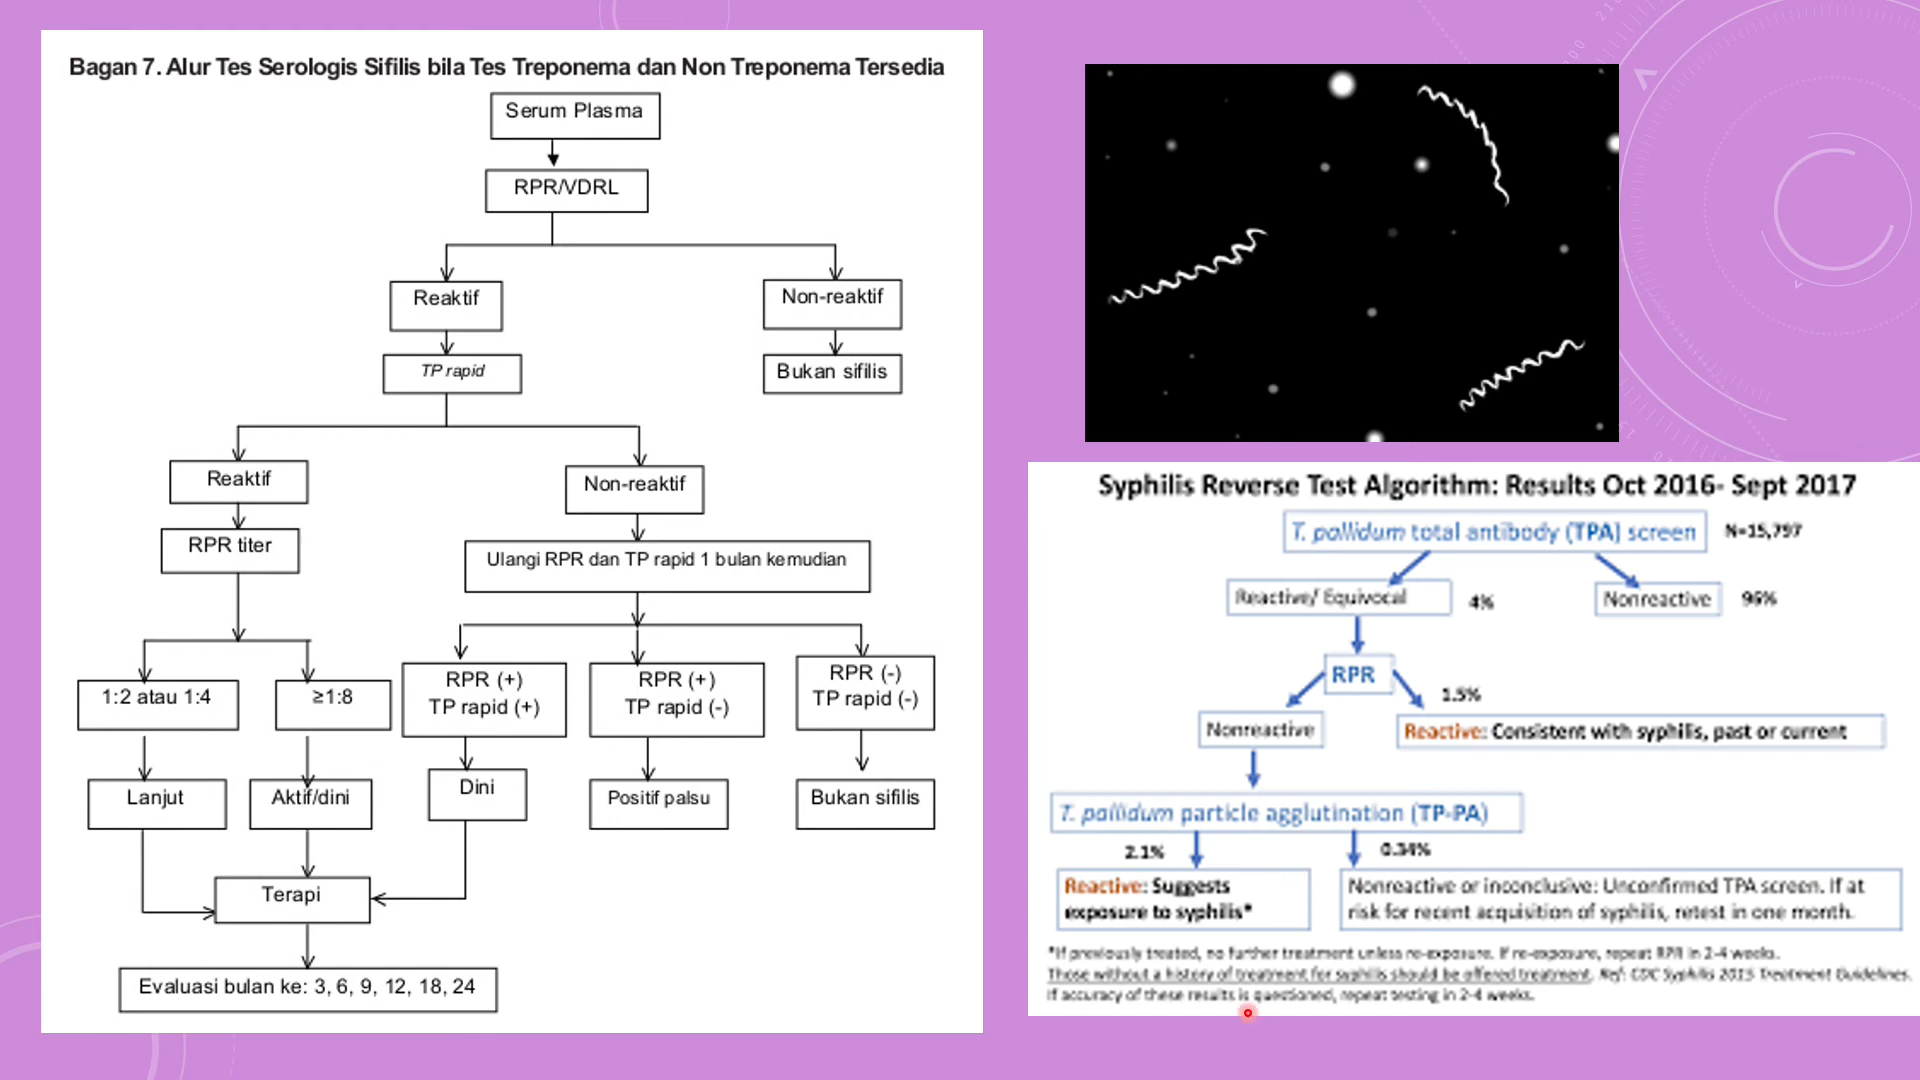 Bagan 7. Alur Tes Serologis Sifilis bila Tes Treponema dan Non Treponema Tersedia
Serum Plasma
RPR/VDRL
Reaktif
Non-reaktif
TP rapid
Bukan sifilis
Reaktif
Non-reaktif
RPR titer
Ulangi RPR dan TP rapid 1 bulan kemudian
1:2 atau 1:4
≥1:8
RPR (+)
TP rapid (+)
RPR (+)
TP rapid (-)
RPR (-)
TP rapid (-)
Lanjut
Aktif/dini
Dini
Positif palsu
Bukan sifilis
Terapi
Evaluasi bulan ke: 3, 6, 9, 12, 18, 24
Syphilis Reverse Test Algorithm: Results Oct 2016- Sept 2017
T. pallidum total antibody (TPA) screen
N=15,797
Reactive/ Equivocal
4%
Nonreactive
96%
RPR
1.5%
Nonreactive
Reactive: Consistent with syphilis, past or current
T. pallidum particle agglutination (TP-PA)
2.1%
0.34%
Reactive: Suggests
exposure to syphilis*
Nonreactive or inconclusive: Unconfirmed TPA screen. If at
risk for recent acquisition of syphilis, retest in one month.
*If previously treated, no further treatment unless re-exposure. If re-exposure, repeat RPR in 2-4 weeks.
Those without a history of treatment for syphilis should be offered treatment. Ref: CDC Syphilis 2015 Treatment Guidelines.
If accuracy of these results is questioned, repeat testing in 2-4 weeks.